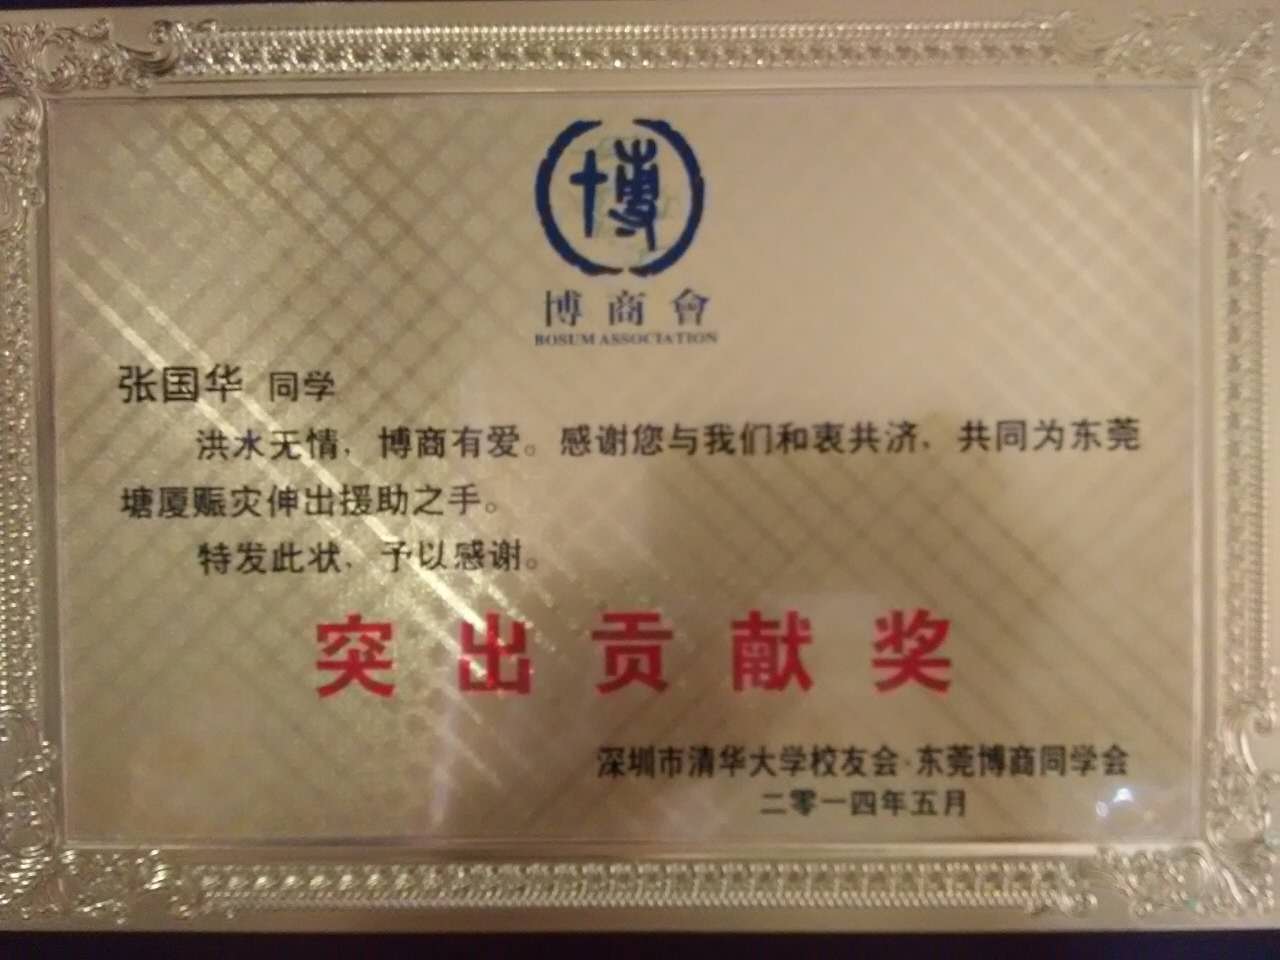 博
博商會
BOSUM ASSOCIATION
张国华 同学
洪水无情，博商有爱。感谢您与我们和衷共济，共同为东莞
塘厦赈灾伸出援助之手。
特发此状，予以感谢。
突出贡献奖
深圳市清华大学校友会·东莞博商同学会
二零一四年五月